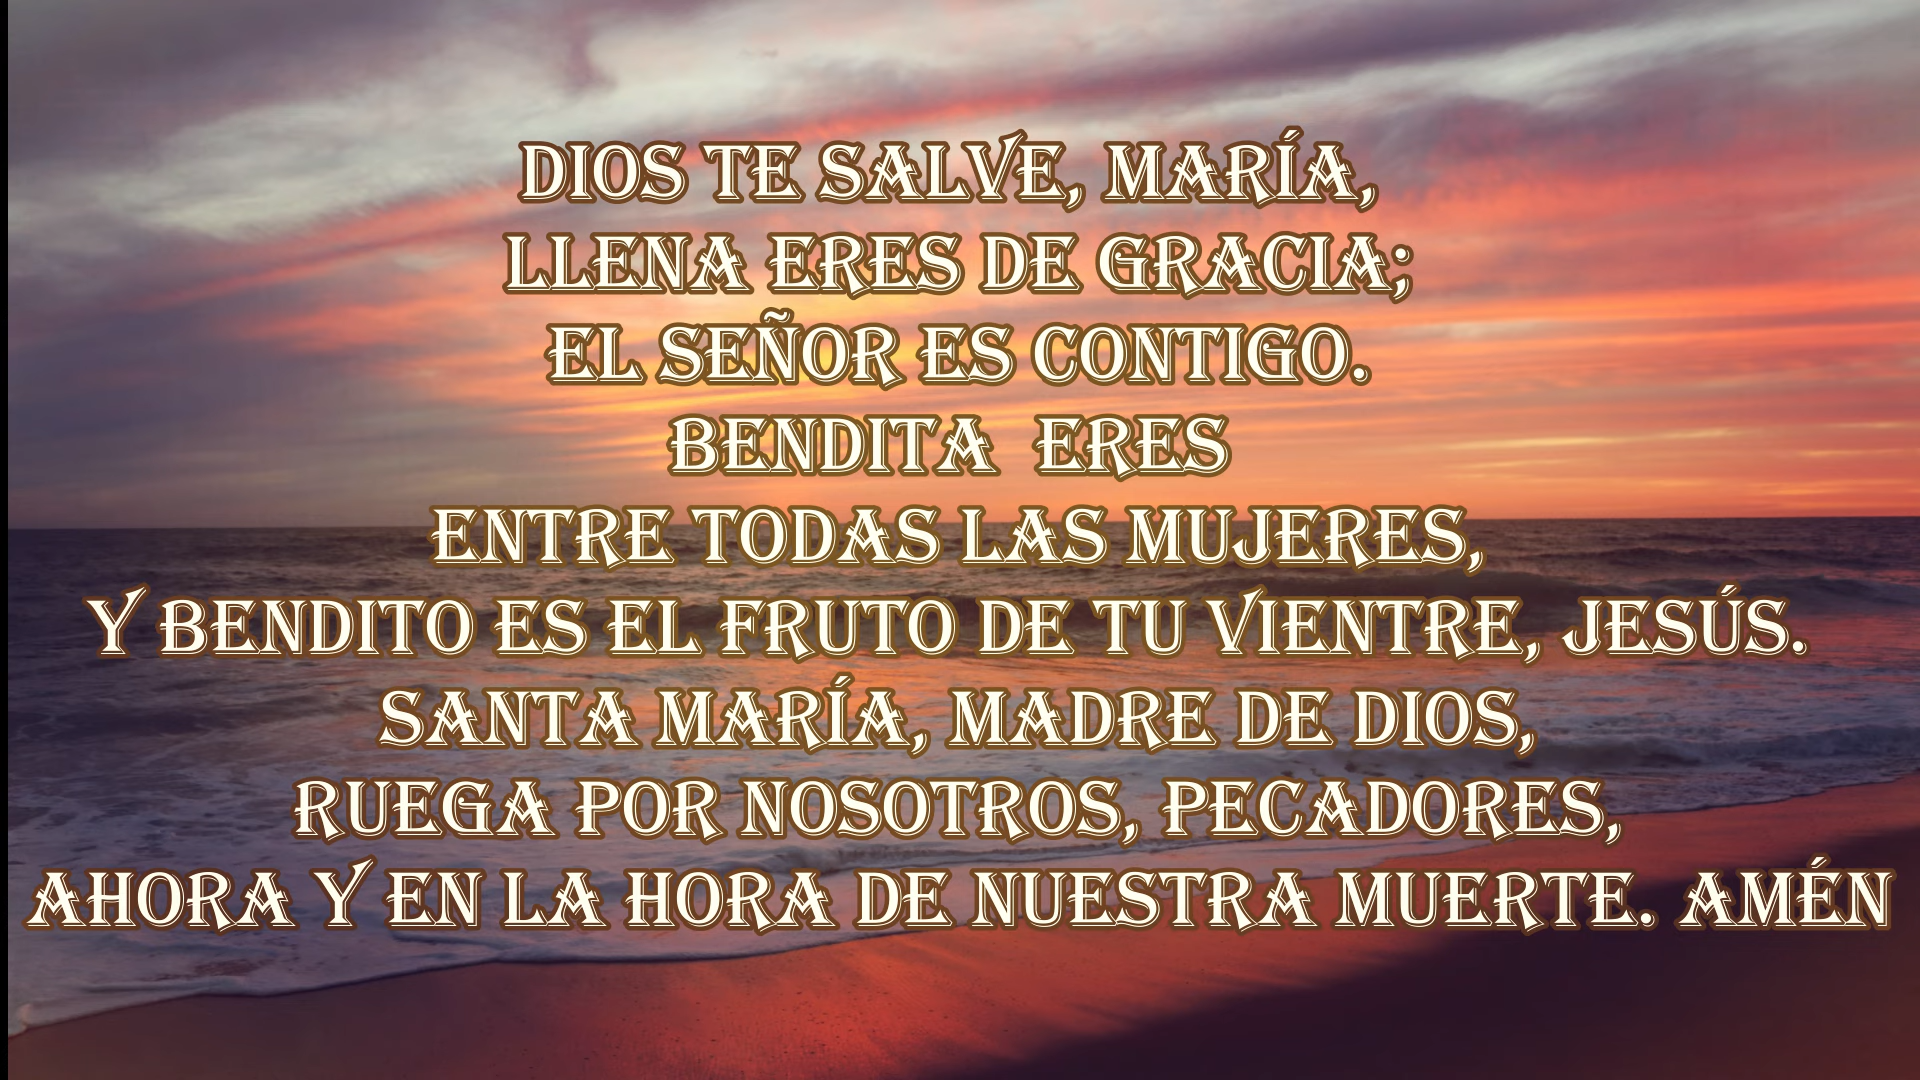 DIOS TE SALVE, MARÍA,
LLENA ERES DE GRACIA;
EL SEÑOR ES CONTIGO.
BENDITA  ERES
ENTRE TODAS LAS MUJERES,
Y BENDITO ES EL FRUTO DE TU VIENTRE, JESÚS.
SANTA MARÍA, MADRE DE DIOS,
RUEGA POR NOSOTROS, PECADORES,
AHORA Y EN LA HORA DE NUESTRA MUERTE. AMÉN